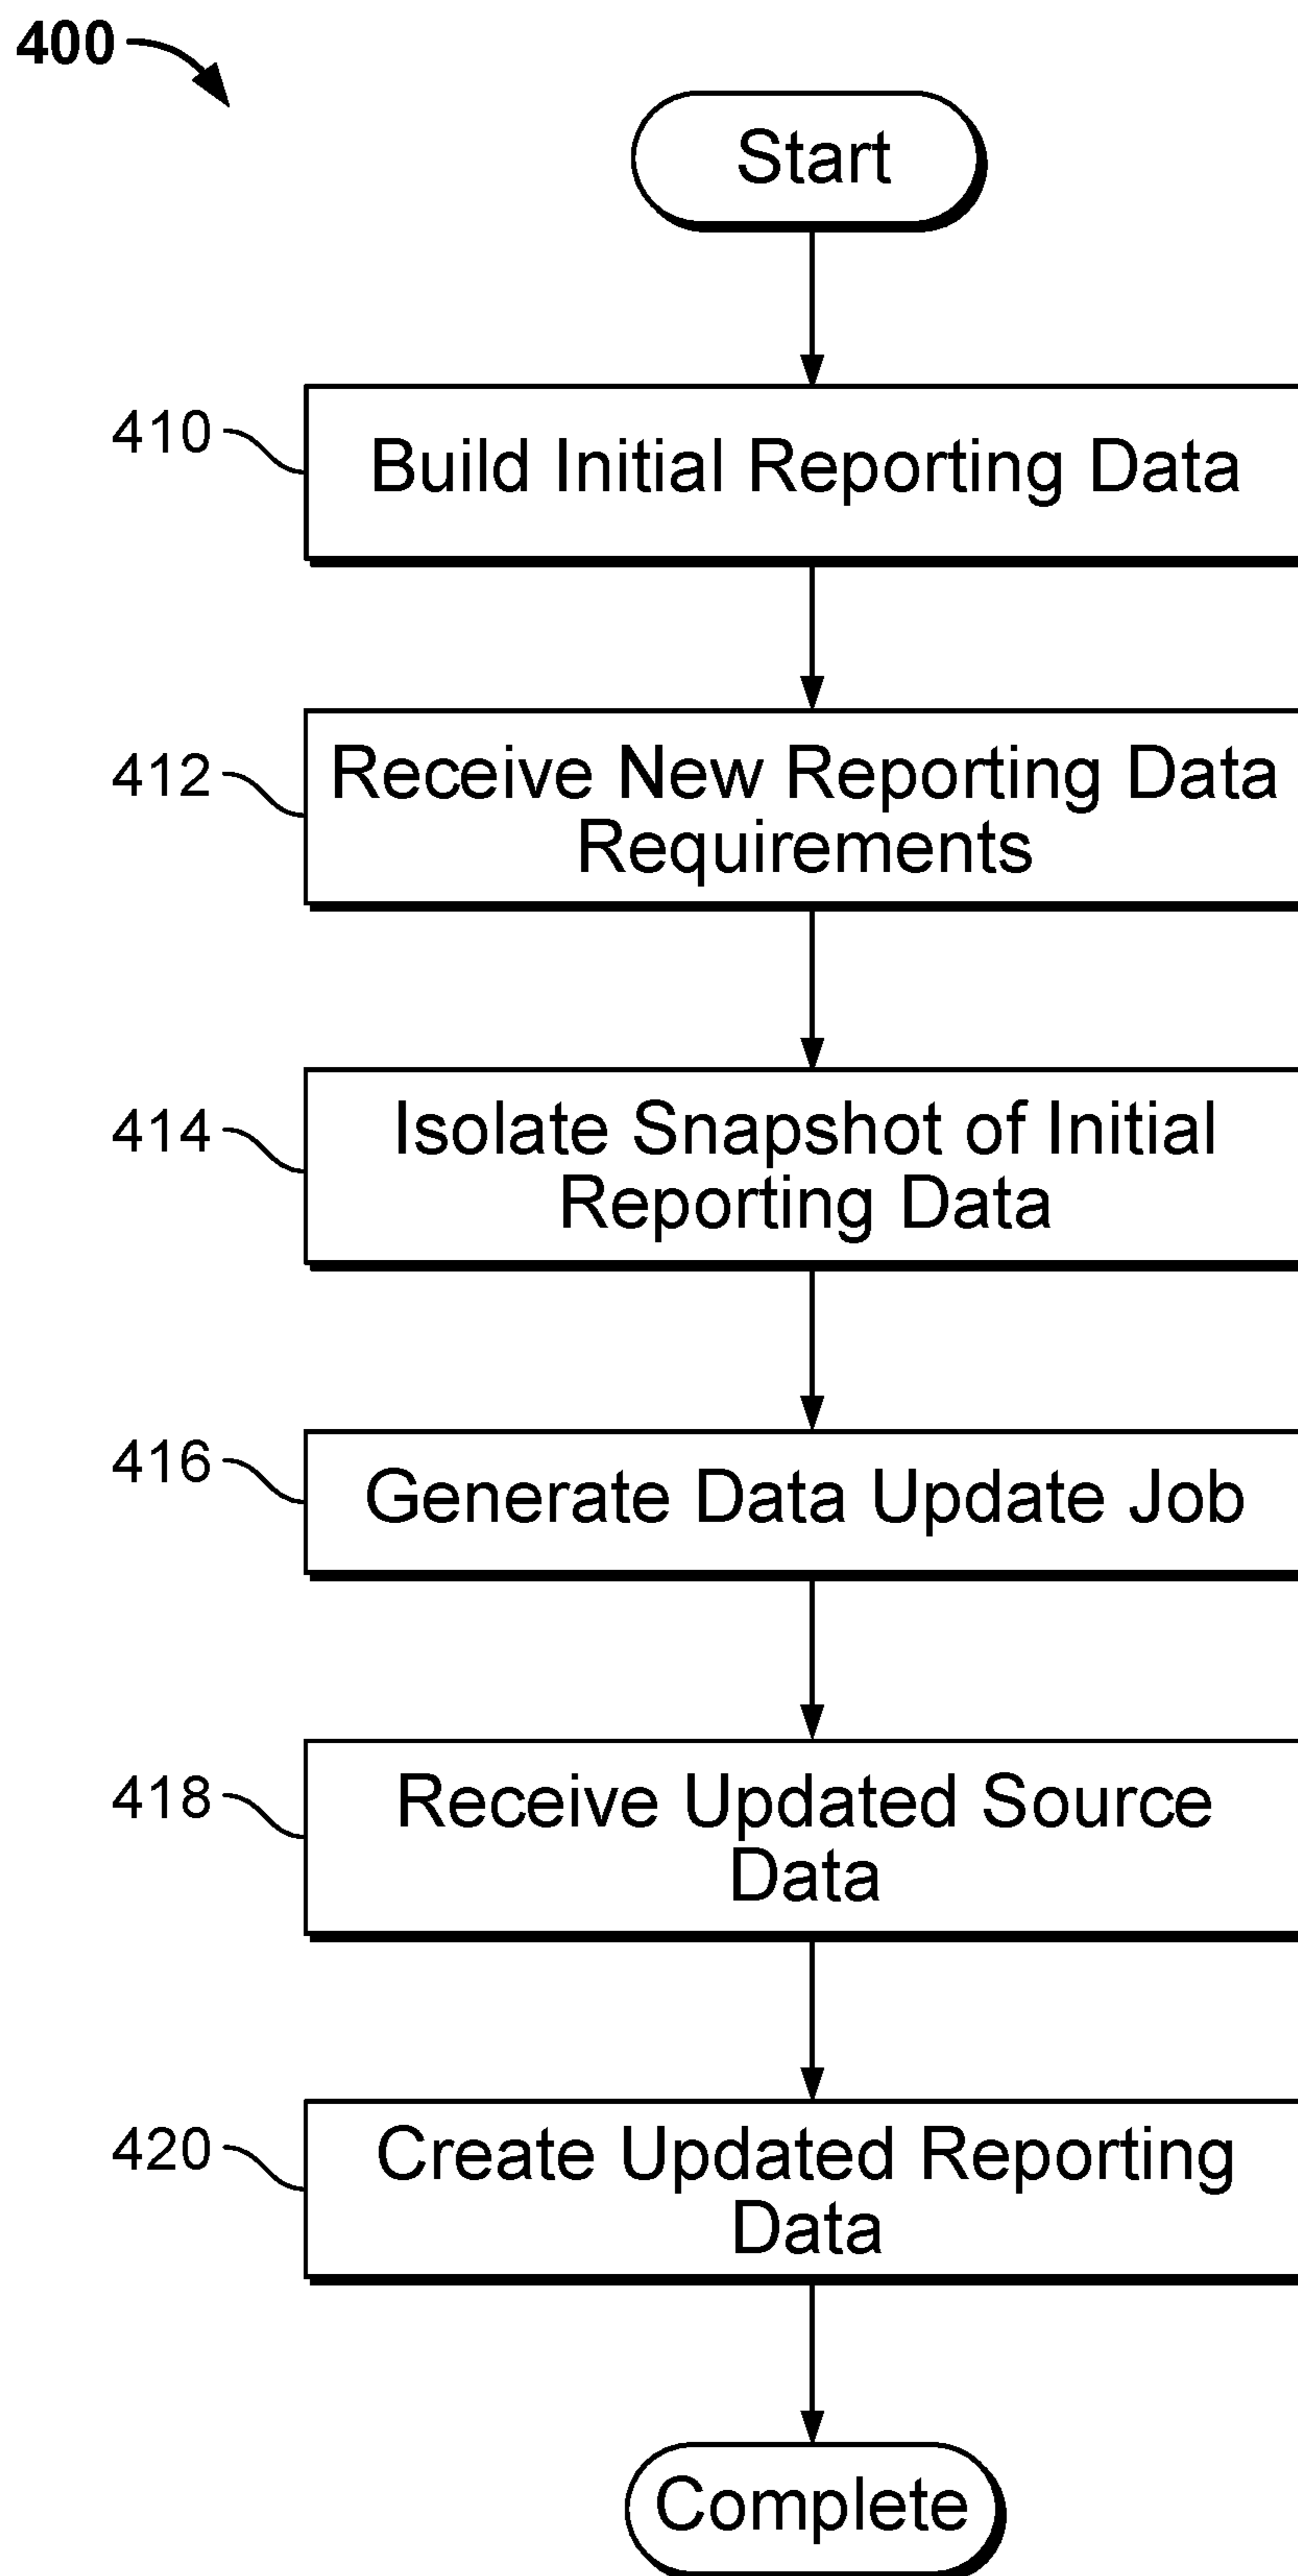 400
Start
410
Build Initial Reporting Data
412
Receive New Reporting Data
Requirements
414
Isolate Snapshot of Initial
Reporting Data
416
Generate Data Update Job
418
Receive Updated Source
Data
420
Create Updated Reporting
Data
Complete